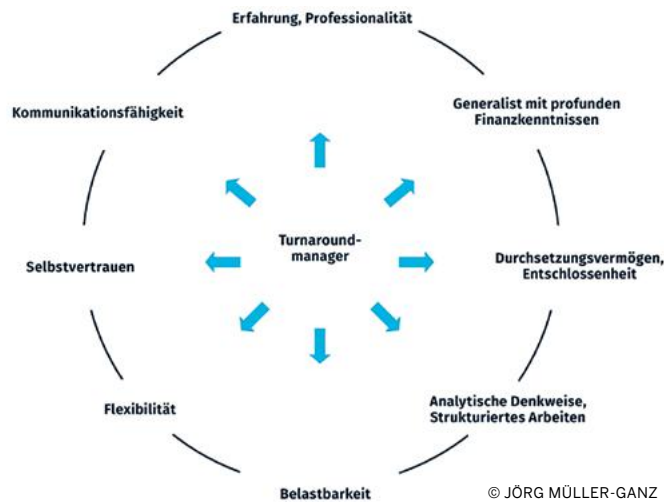 Erfahrung, Professionalität
Kommunikationsfähigkeit
Generalist mit profunden
Finanzkenntnissen
Turnaround-
manager
Selbstvertrauen
Durchsetzungsvermögen,
Entschlossenheit
Flexibilität
Analytische Denkweise,
Strukturiertes Arbeiten
Belastbarkeit
© JÖRG MÜLLER-GANZ